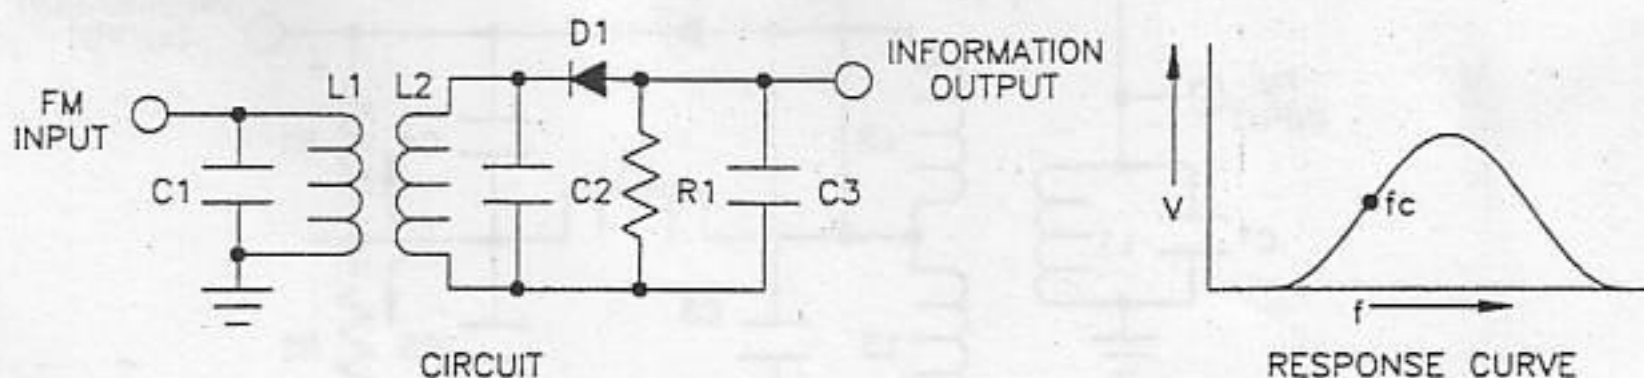 FM
INPUT
C1
L1
L2
D1
C2
R1
C3
INFORMATION
OUTPUT
CIRCUIT
V
fc
f
RESPONSE CURVE